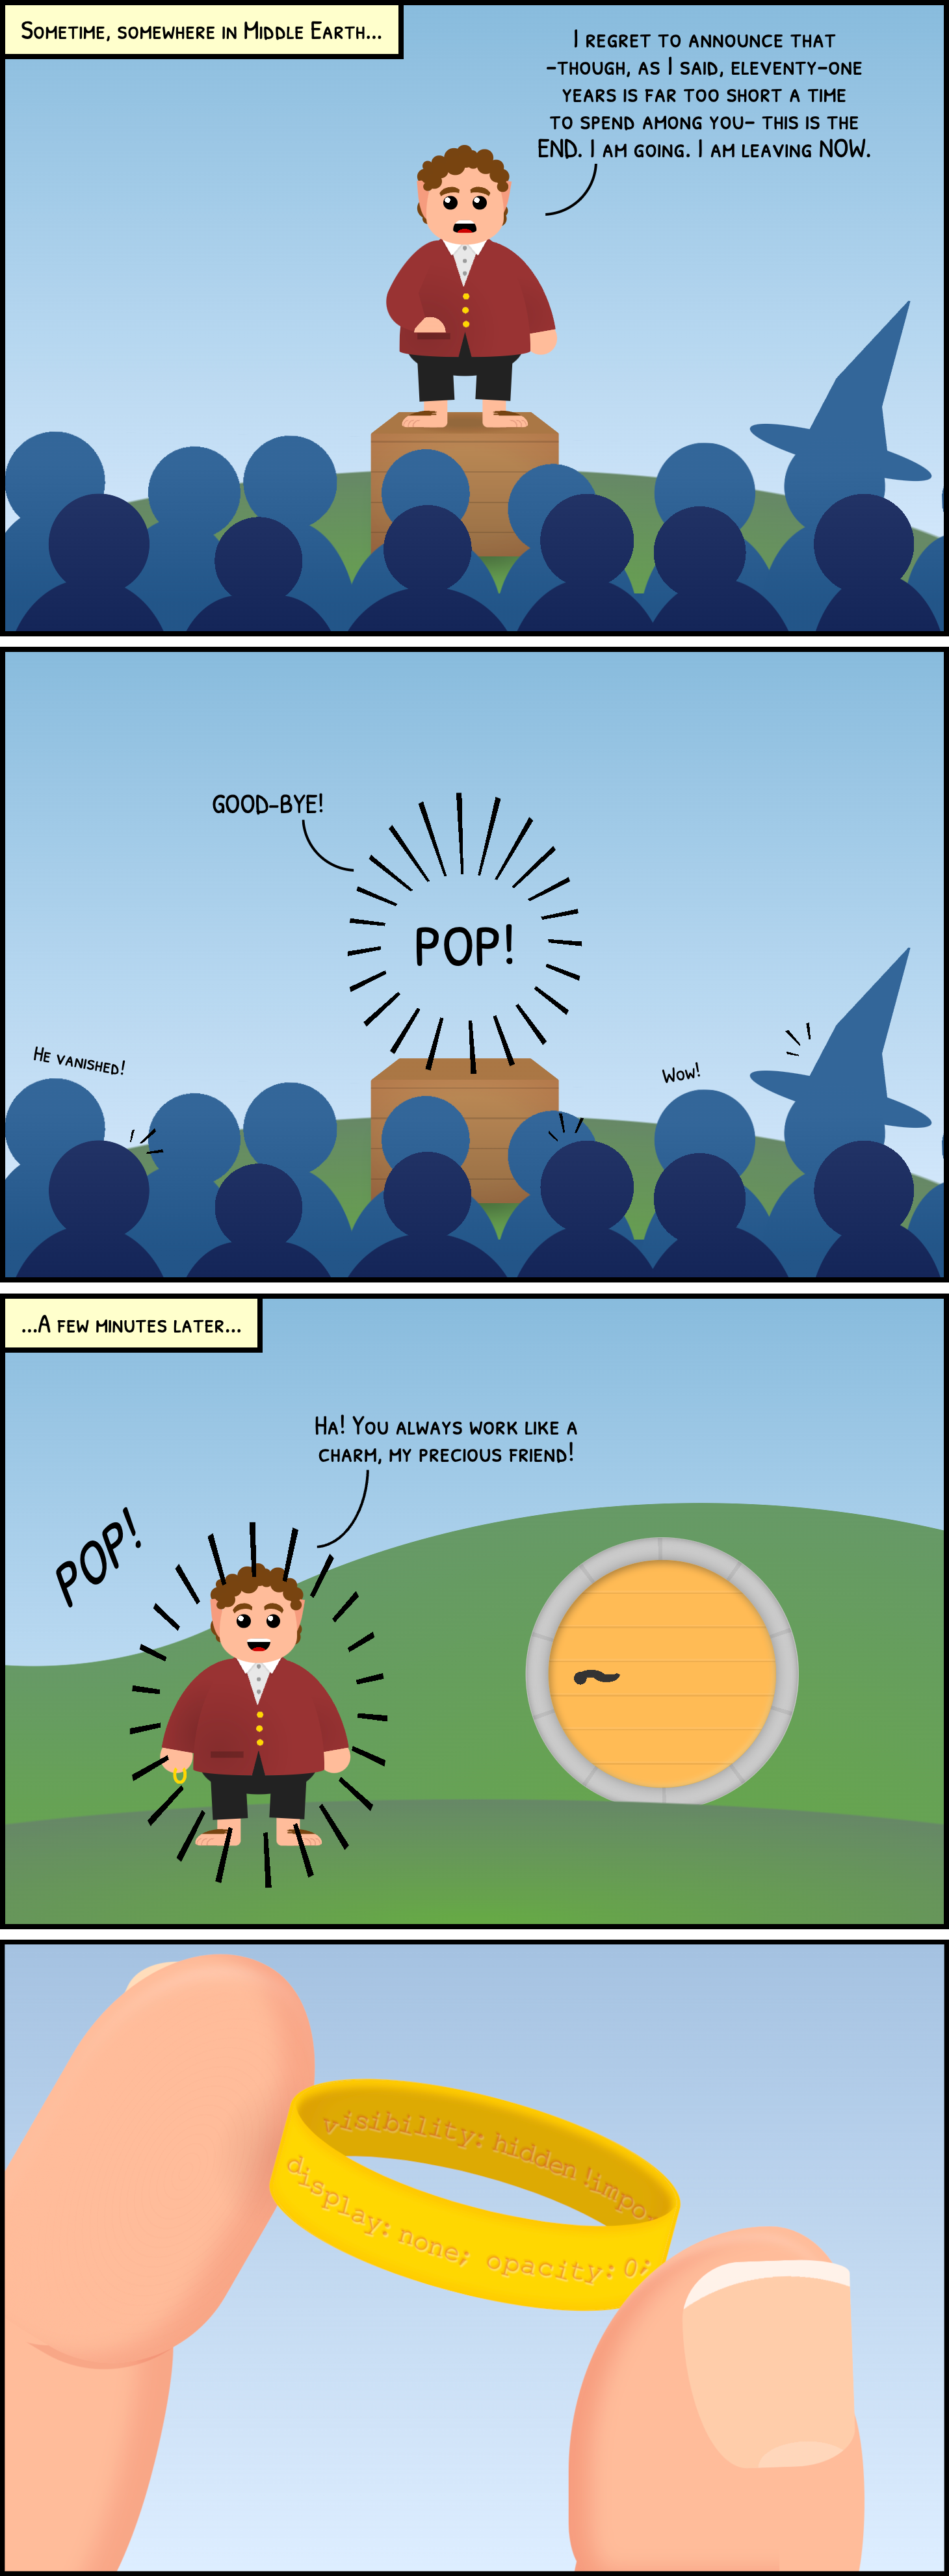 Sometime, somewhere in Middle Earth...
I regret to announce that
-though, as I said, eleventy-one
years is far too short a time
to spend among you- this is the
END. I am going. I am leaving NOW.
GOOD-BYE!
POP!
He vanished!
Wow!
...A few minutes later...
Ha! You always work like a
charm, my precious friend!
POP!
visibility: hidden !impo
display: none; opacity: 0;